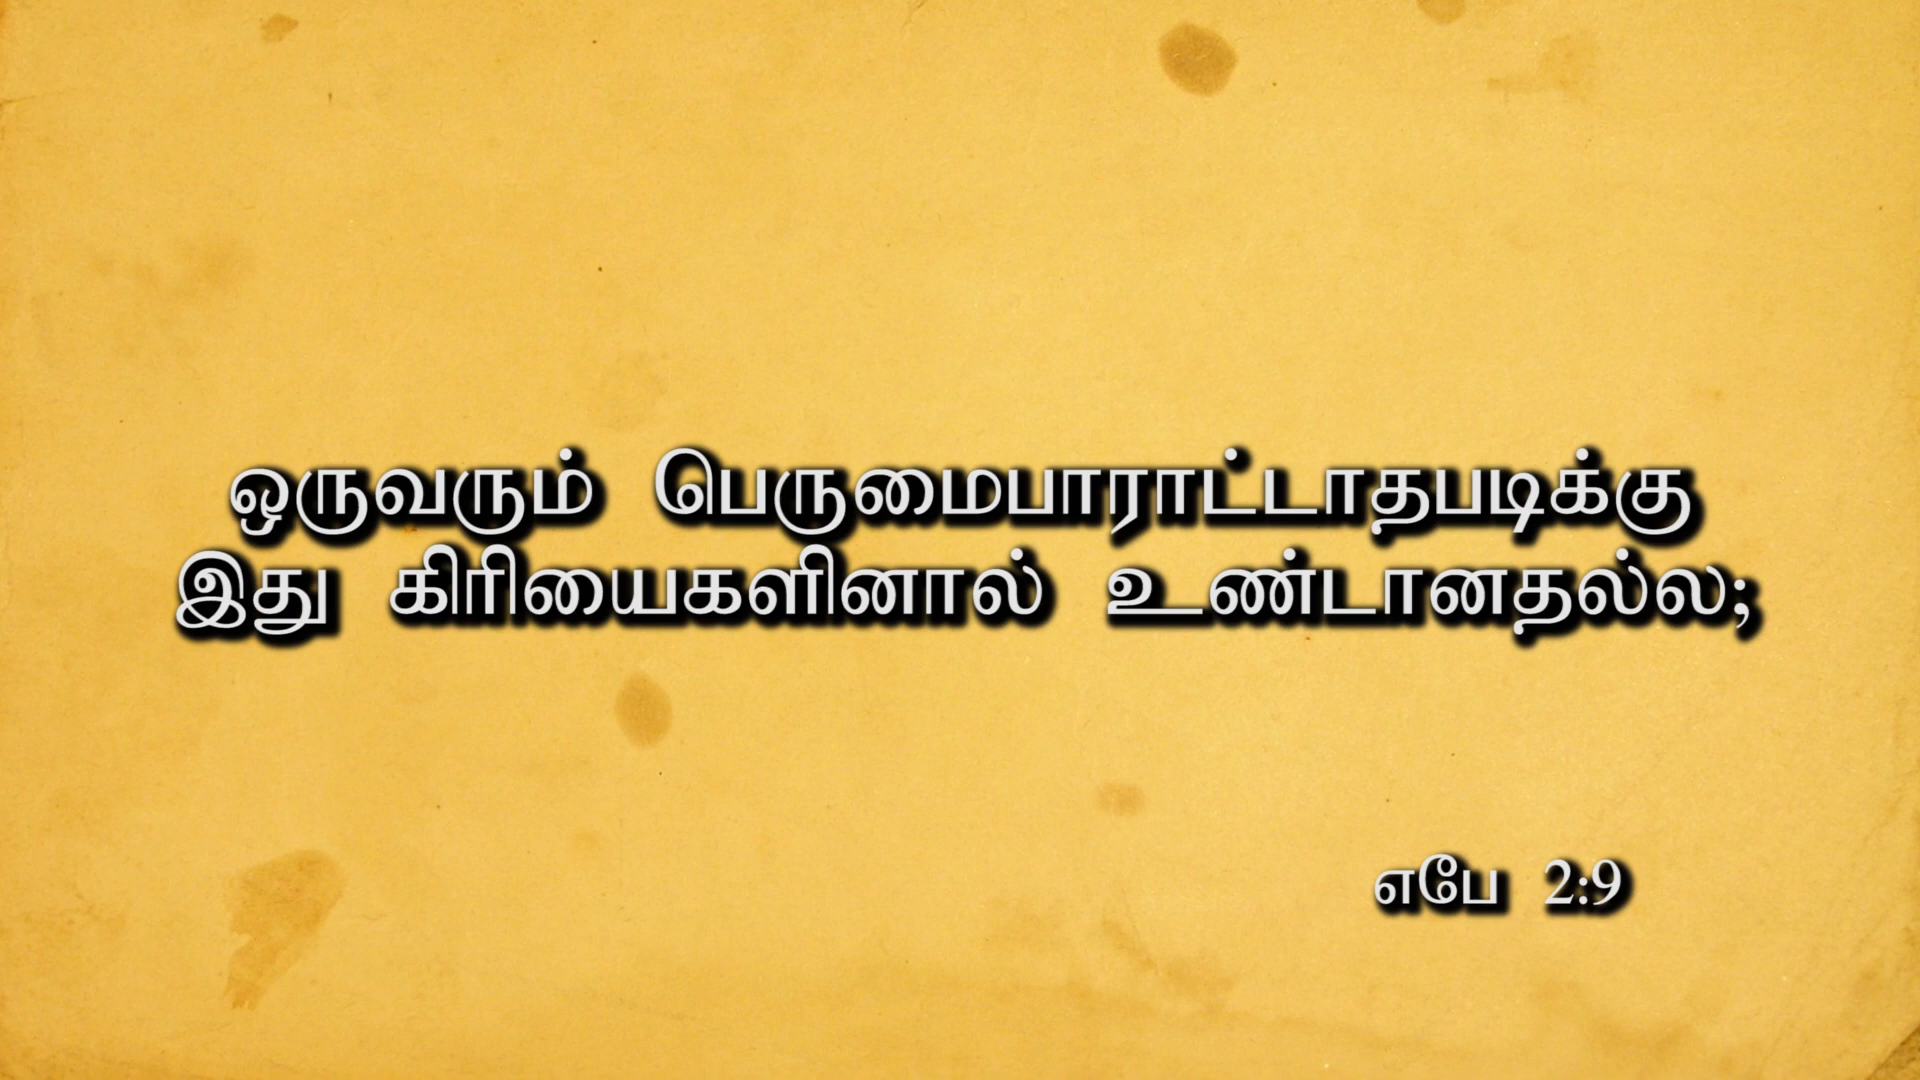 ஒருவரும் பெருமைபாராட்டாதபடிக்கு
இது கிரியைகளினால் உண்டானதல்ல;
எபே 2:9